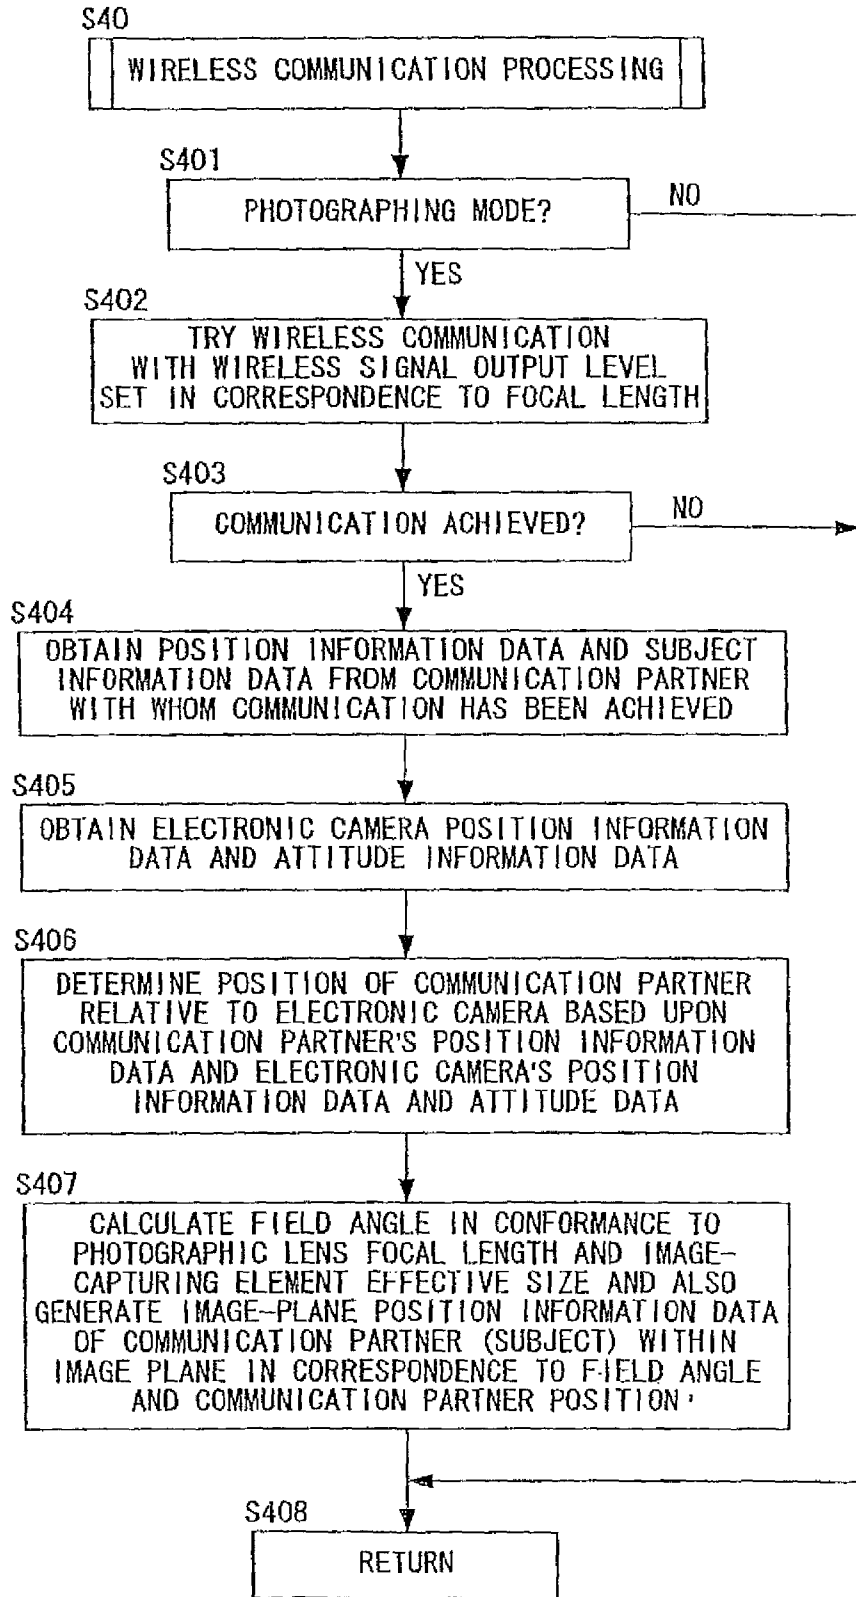 S40
WIRELESS COMMUNICATION PROCESSING
S401
PHOTOGRAPHING MODE?
NO
YES
S402
TRY WIRELESS COMMUNICATION
WITH WIRELESS SIGNAL OUTPUT LEVEL
SET IN CORRESPONDENCE TO FOCAL LENGTH
S403
COMMUNICATION ACHIEVED?
NO
YES
S404
OBTAIN POSITION INFORMATION DATA AND SUBJECT
INFORMATION DATA FROM COMMUNICATION PARTNER
WITH WHOM COMMUNICATION HAS BEEN ACHIEVED
S405
OBTAIN ELECTRONIC CAMERA POSITION INFORMATION
DATA AND ATTITUDE INFORMATION DATA
S406
DETERMINE POSITION OF COMMUNICATION PARTNER
RELATIVE TO ELECTRONIC CAMERA BASED UPON
COMMUNICATION PARTNER'S POSITION INFORMATION
DATA AND ELECTRONIC CAMERA'S POSITION
INFORMATION DATA AND ATTITUDE DATA
S407
CALCULATE FIELD ANGLE IN CONFORMANCE TO
PHOTOGRAPHIC LENS FOCAL LENGTH AND IMAGE-
CAPTURING ELEMENT EFFECTIVE SIZE AND ALSO
GENERATE IMAGE-PLANE POSITION INFORMATION DATA
OF COMMUNICATION PARTNER (SUBJECT) WITHIN
IMAGE PLANE IN CORRESPONDENCE TO FIELD ANGLE
AND COMMUNICATION PARTNER POSITION
S408
RETURN